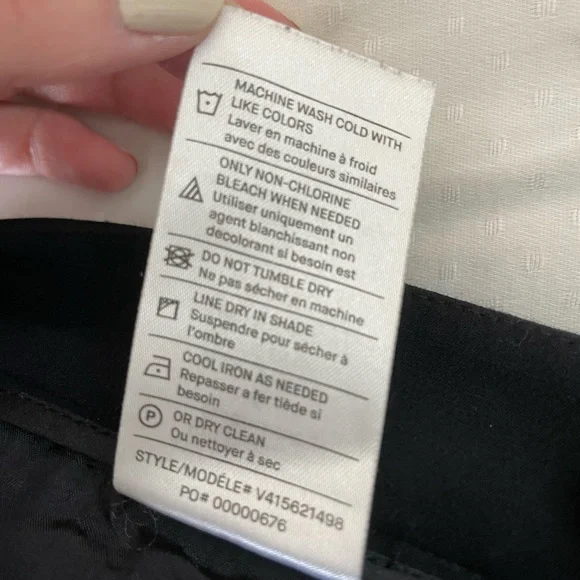 MACHINE WASH COLD WITH
LIKE COLORS
Laver en machine à froid
avec des couleurs similaires
ONLY NON-CHLORINE
BLEACH WHEN NEEDED
Utiliser uniquement un
agent blanchissant non
decolorant si besoin est
DO NOT TUMBLE DRY
Ne pas sécher en machine
LINE DRY IN SHADE
Suspendre pour sécher à
l'ombre
COOL IRON AS NEEDED
Repasser a fer tiède si
besoin
P OR DRY CLEAN
Ou nettoyer à sec
STYLE/MODÉLE# V415621498
PO# 00000676